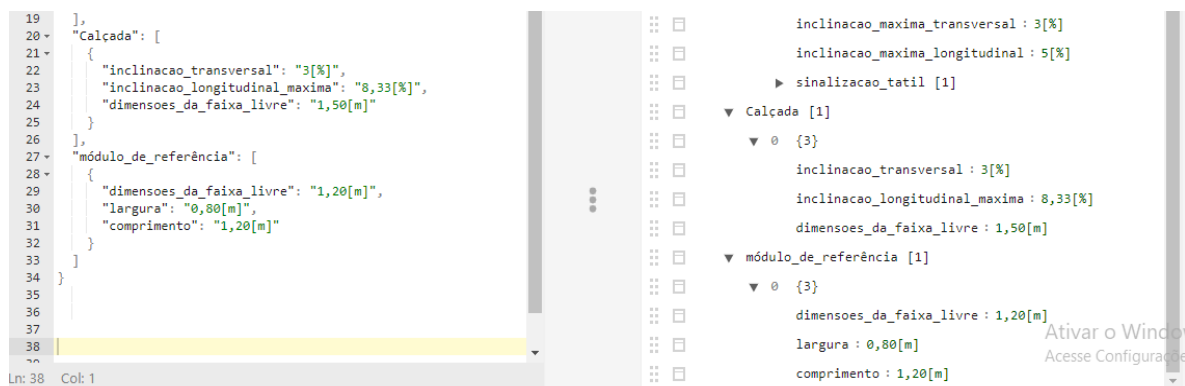 19 ],
20 "Calçada": [
21 {
22 "inclinacao_transversal": "3[%]",
23 "inclinacao_longitudinal_maxima": "8,33[%]",
24 "dimensoes_da_faixa_livre": "1,50[m]"
25 }
26 ],
27 "módulo_de_referência": [
28 {
29 "dimensoes_da_faixa_livre": "1,20[m]",
30 "largura": "0,80[m]",
31 "comprimento": "1,20[m]"
32 }
33 ]
34 }
35
36
37
38
Ln: 38 Col: 1
inclinacao_maxima_transversal : 3[%]
inclinacao_maxima_longitudinal : 5[%]
sinalizacao_tatil [1]
Calçada [1]
0 {3}
inclinacao_transversal : 3[%]
inclinacao_longitudinal_maxima : 8,33[%]
dimensoes_da_faixa_livre : 1,50[m]
módulo_de_referência [1]
0 {3}
dimensoes_da_faixa_livre : 1,20[m]
largura : 0,80[m]
comprimento : 1,20[m]
Ativar o Windo
Acesse Configuraçõe